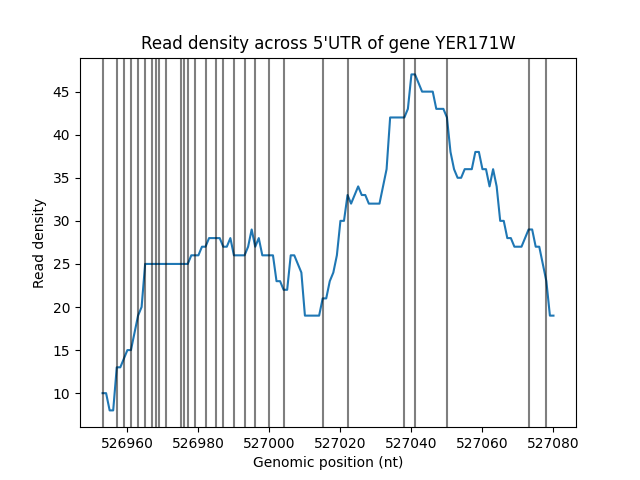 Read density across 5'UTR of gene YER171W
45
40
35
30
25
20
15
10
Read density
526960 526980 527000 527020 527040 527060 527080
Genomic position (nt)